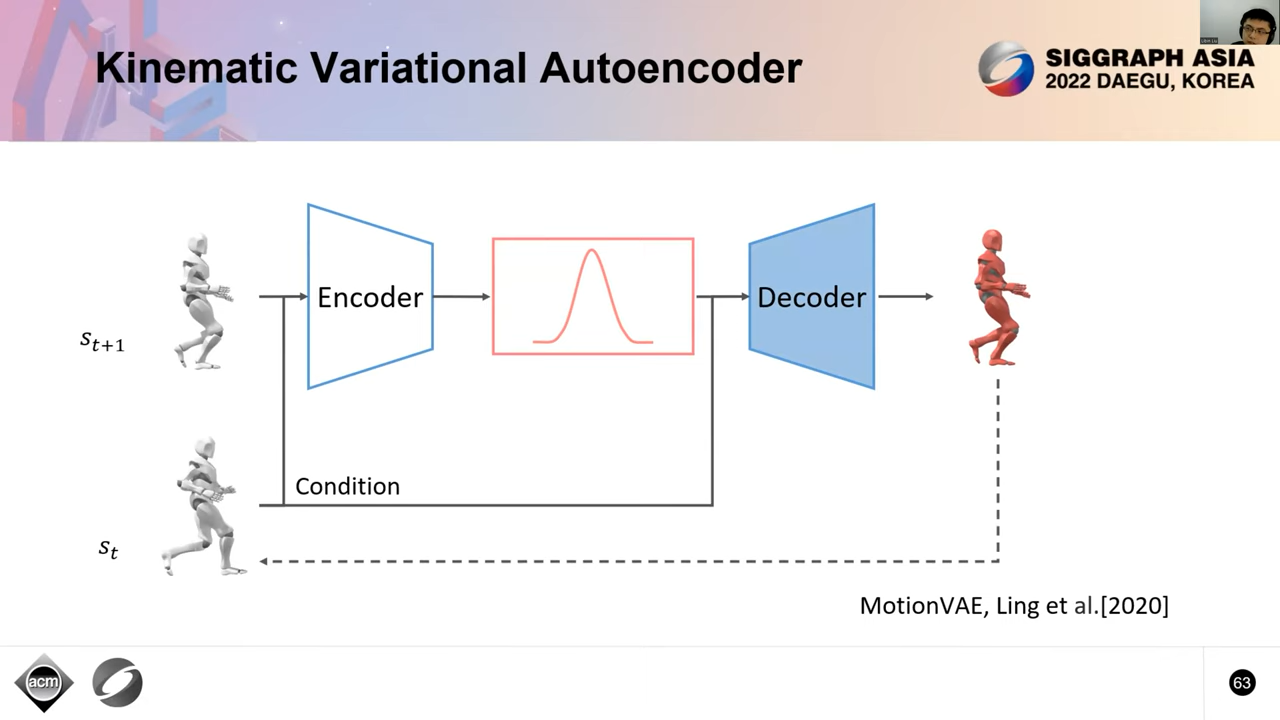 Kinematic Variational Autoencoder
SIGGRAPH ASIA
2022 DAEGU, KOREA
Encoder
Decoder
s_{t+1}
Condition
s_t
MotionVAE, Ling et al.[2020]
acm
63